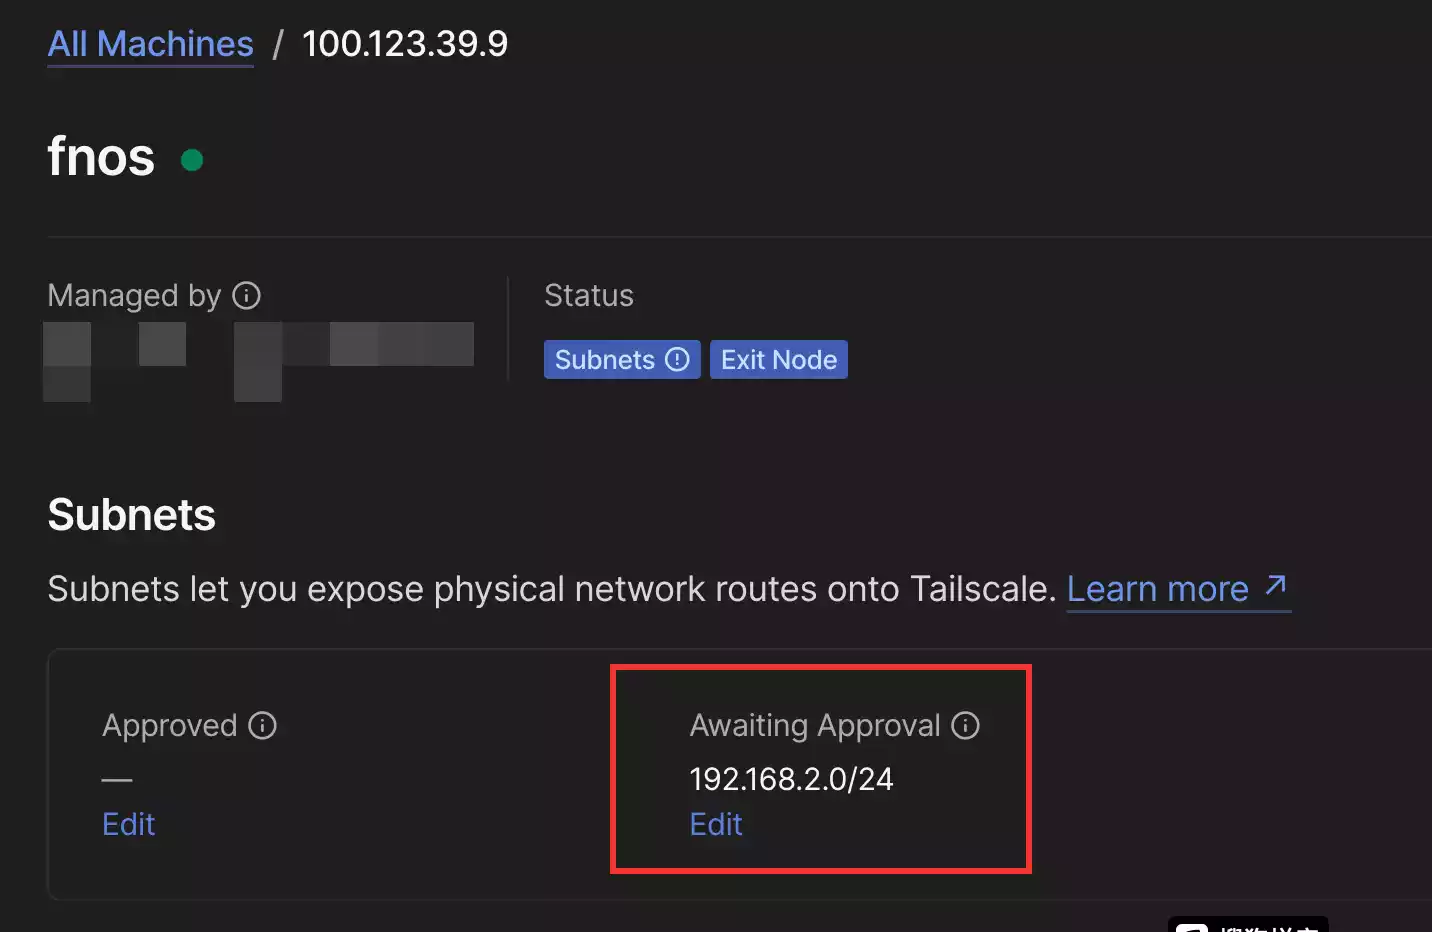 All Machines / 100.123.39.9
fnos
Managed by
Status
Subnets Exit Node
Subnets
Subnets let you expose physical network routes onto Tailscale. Learn more ↗
Approved
Awaiting Approval
—
192.168.2.0/24
Edit
Edit